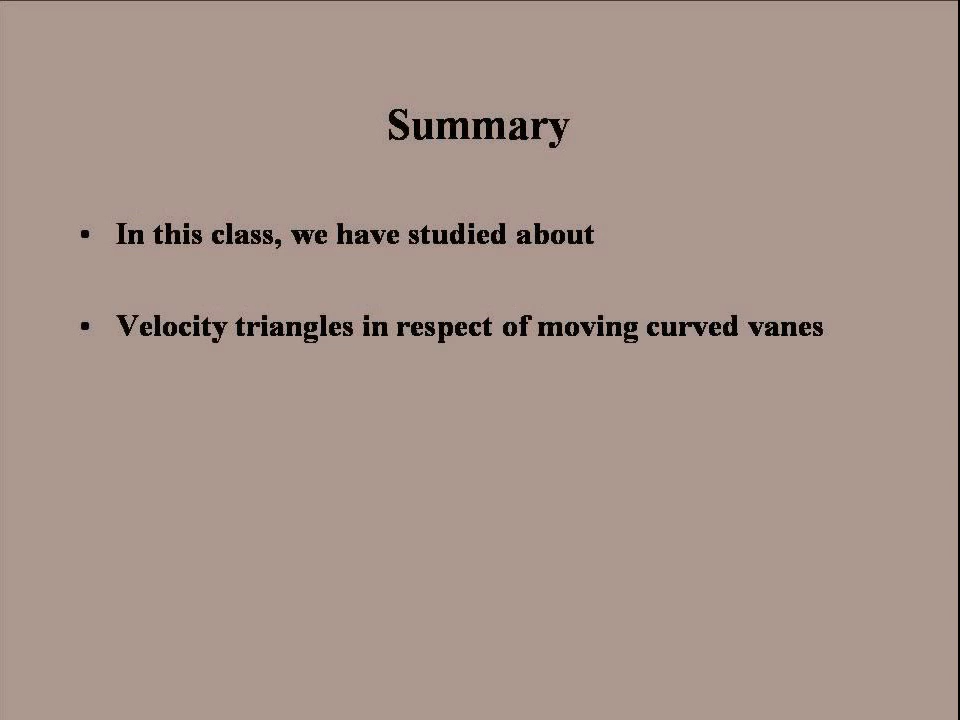 Summary
• In this class, we have studied about
• Velocity triangles in respect of moving curved vanes